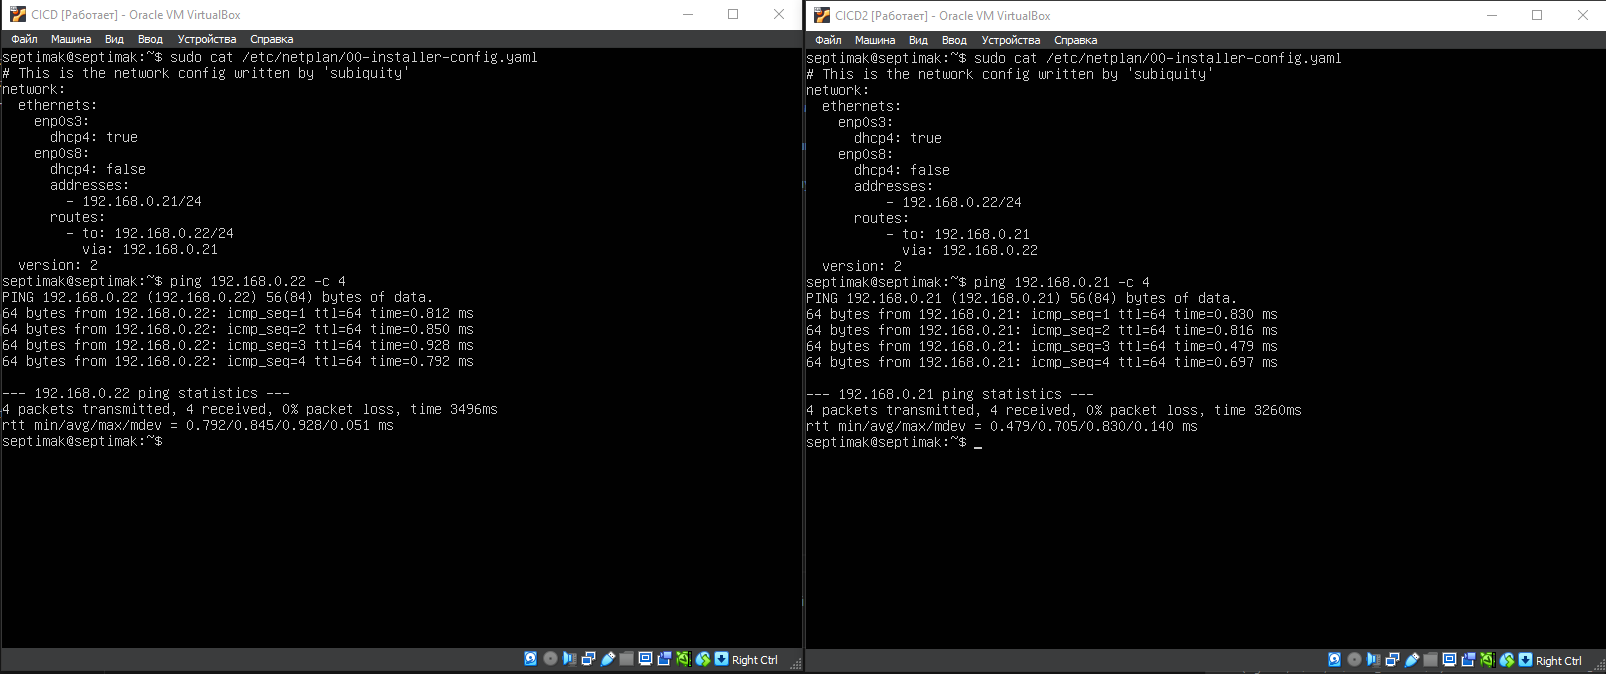 CICD [Работает] - Oracle VM VirtualBox
Файл Машина Вид Ввод Устройства Справка
septimak@septimak:~$ sudo cat /etc/netplan/00-installer-config.yaml
# This is the network config written by 'subiquity'
network:
  ethernets:
    enp0s3:
      dhcp4: true
    enp0s8:
      dhcp4: false
      addresses:
        - 192.168.0.21/24
      routes:
        - to: 192.168.0.22/24
          via: 192.168.0.21
  version: 2
septimak@septimak:~$ ping 192.168.0.22 -c 4
PING 192.168.0.22 (192.168.0.22) 56(84) bytes of data.
64 bytes from 192.168.0.22: icmp_seq=1 ttl=64 time=0.812 ms
64 bytes from 192.168.0.22: icmp_seq=2 ttl=64 time=0.850 ms
64 bytes from 192.168.0.22: icmp_seq=3 ttl=64 time=0.928 ms
64 bytes from 192.168.0.22: icmp_seq=4 ttl=64 time=0.792 ms
--- 192.168.0.22 ping statistics ---
4 packets transmitted, 4 received, 0% packet loss, time 3496ms
rtt min/avg/max/mdev = 0.792/0.845/0.928/0.051 ms
septimak@septimak:~$
Right Ctrl
CICD2 [Работает] - Oracle VM VirtualBox
Файл Машина Вид Ввод Устройства Справка
septimak@septimak:~$ sudo cat /etc/netplan/00-installer-config.yaml
# This is the network config written by 'subiquity'
network:
  ethernets:
    enp0s3:
      dhcp4: true
    enp0s8:
      dhcp4: false
      addresses:
          - 192.168.0.22/24
      routes:
          - to: 192.168.0.21
            via: 192.168.0.22
  version: 2
septimak@septimak:~$ ping 192.168.0.21 -c 4
PING 192.168.0.21 (192.168.0.21) 56(84) bytes of data.
64 bytes from 192.168.0.21: icmp_seq=1 ttl=64 time=0.830 ms
64 bytes from 192.168.0.21: icmp_seq=2 ttl=64 time=0.816 ms
64 bytes from 192.168.0.21: icmp_seq=3 ttl=64 time=0.479 ms
64 bytes from 192.168.0.21: icmp_seq=4 ttl=64 time=0.697 ms
--- 192.168.0.21 ping statistics ---
4 packets transmitted, 4 received, 0% packet loss, time 3260ms
rtt min/avg/max/mdev = 0.479/0.705/0.830/0.140 ms
septimak@septimak:~$ _
Right Ctrl